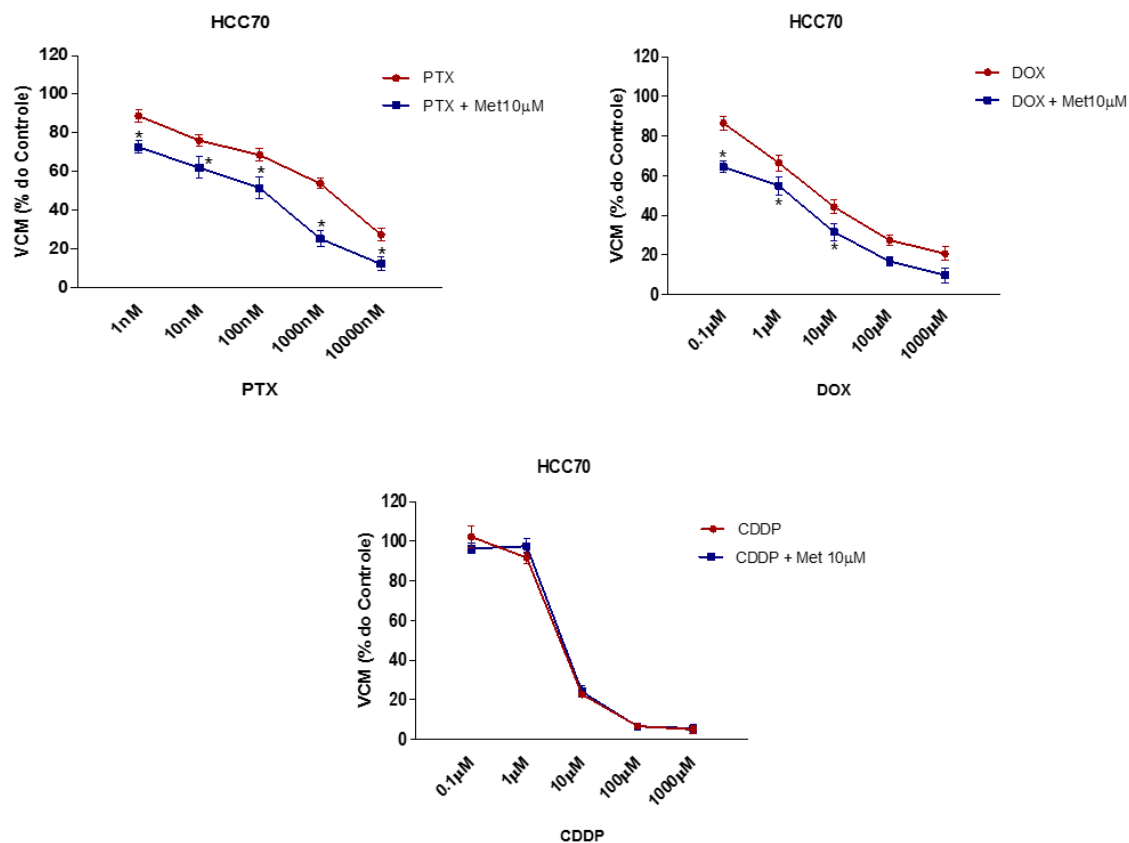 HCC70
120
100
80
60
40
20
0
VCM (% do Controle)
PTX
PTX + Met10μM
*
*
*
*
*
1nM
10nM
100nM
1000nM
10000nM
PTX
HCC70
120
100
80
60
40
20
0
VCM (% do Controle)
DOX
DOX + Met10μM
*
*
*
0.1μM
1μM
10μM
100μM
1000μM
DOX
HCC70
120
100
80
60
40
20
0
VCM (% do Controle)
CDDP
CDDP + Met 10μM
0.1μM
1μM
10μM
100μM
1000μM
CDDP